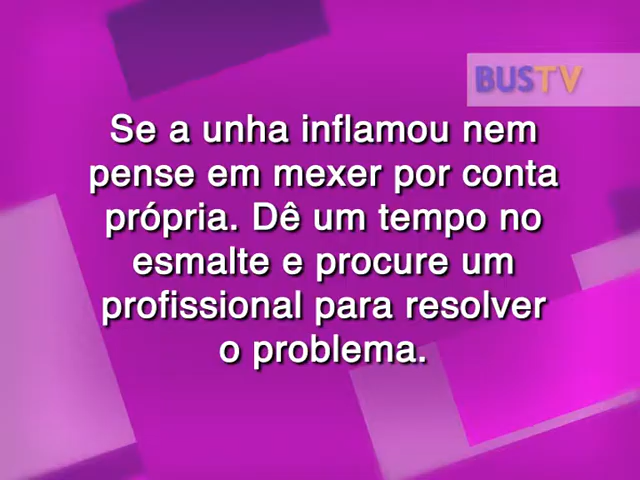 BUSTV
Se a unha inflamou nem
pense em mexer por conta
própria. Dê um tempo no
esmalte e procure um
profissional para resolver
o problema.